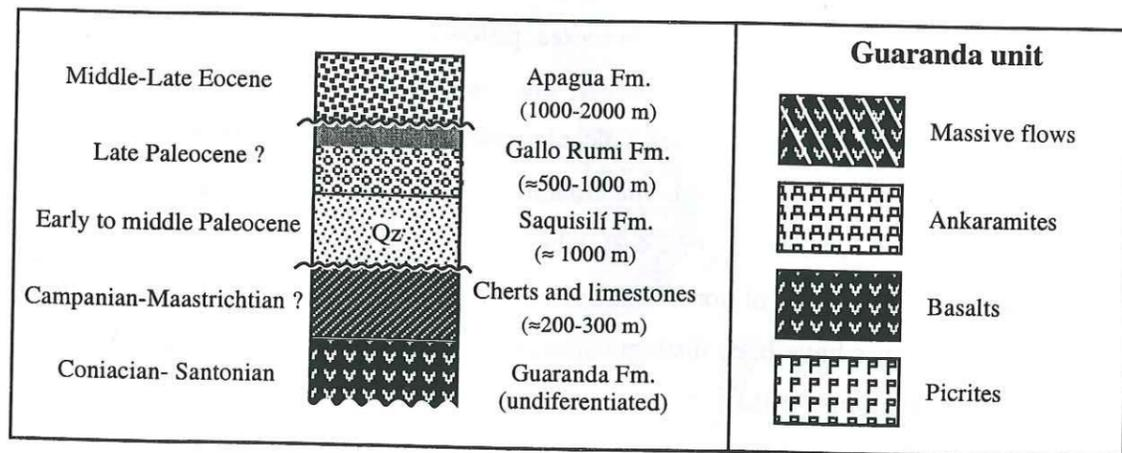 Middle-Late Eocene
Apagua Fm.
(1000-2000 m)
Late Paleocene ?
Gallo Rumi Fm.
(≈500-1000 m)
Early to middle Paleocene
Qz
Saquisilí Fm.
(≈ 1000 m)
Campanian-Maastrichtian ?
Cherts and limestones
(≈200-300 m)
Coniacian- Santonian
Guaranda Fm.
(undiferentiated)
Guaranda unit
Massive flows
Ankaramites
Basalts
Picrites